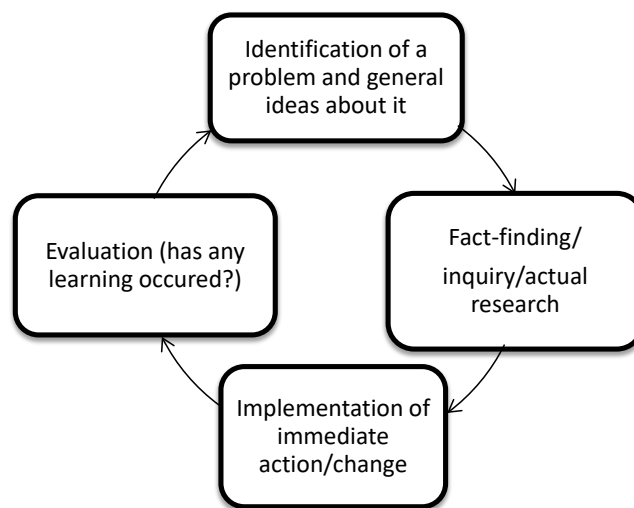 Identification of a
problem and general
ideas about it
Fact-finding/
inquiry/actual
research
Implementation of
immediate
action/change
Evaluation (has any
learning occured?)